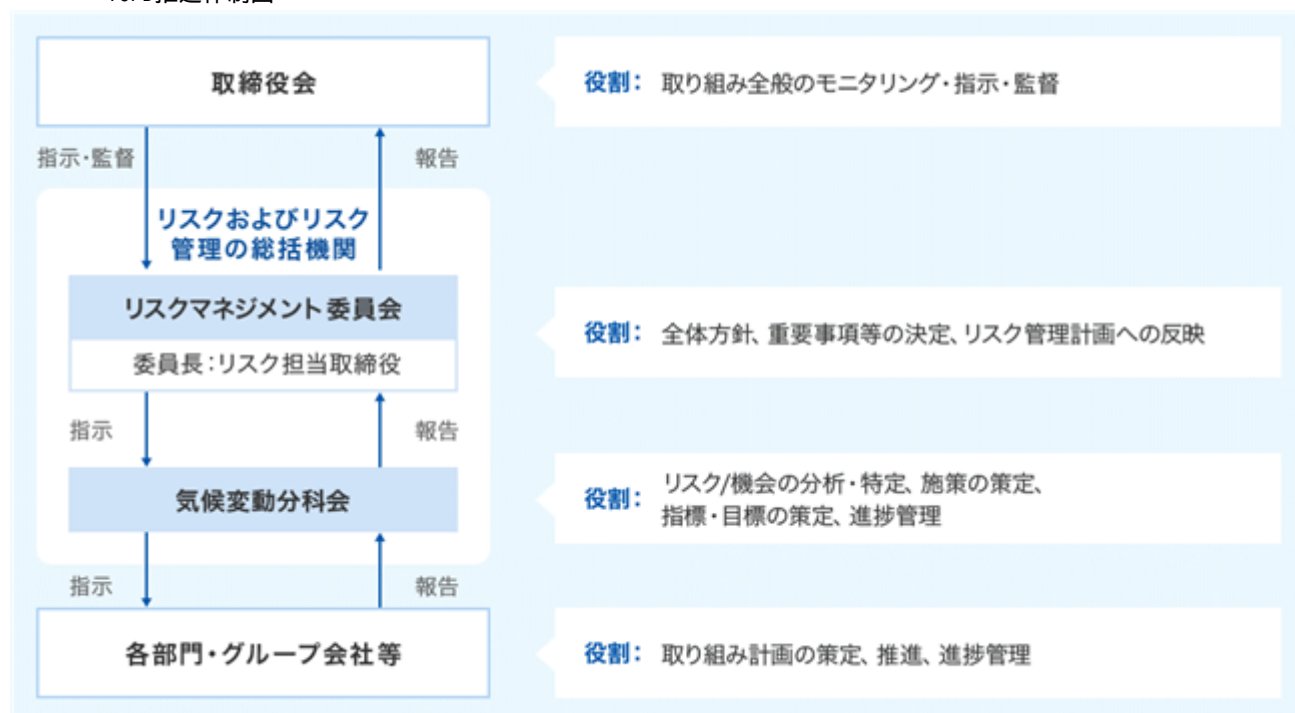 取締役会
役割： 取り組み全般のモニタリング・指示・監督
指示・監督
報告
リスクおよびリスク
管理の総括機関
リスクマネジメント委員会
委員長：リスク担当取締役
役割： 全体方針、重要事項等の決定、リスク管理計画への反映
指示
報告
気候変動分科会
役割： リスク/機会の分析・特定、施策の策定、
指標・目標の策定、進捗管理
指示
報告
各部門・グループ会社等
役割： 取り組み計画の策定、推進、進捗管理